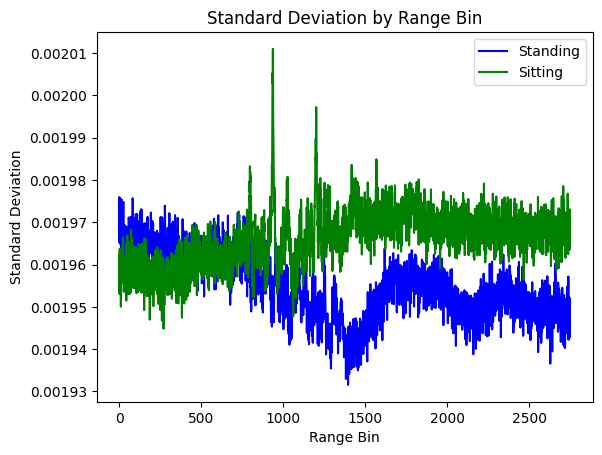 Standard Deviation by Range Bin
Standing
Sitting
Standard Deviation
0.00201
0.00200
0.00199
0.00198
0.00197
0.00196
0.00195
0.00194
0.00193
0 500 1000 1500 2000 2500
Range Bin